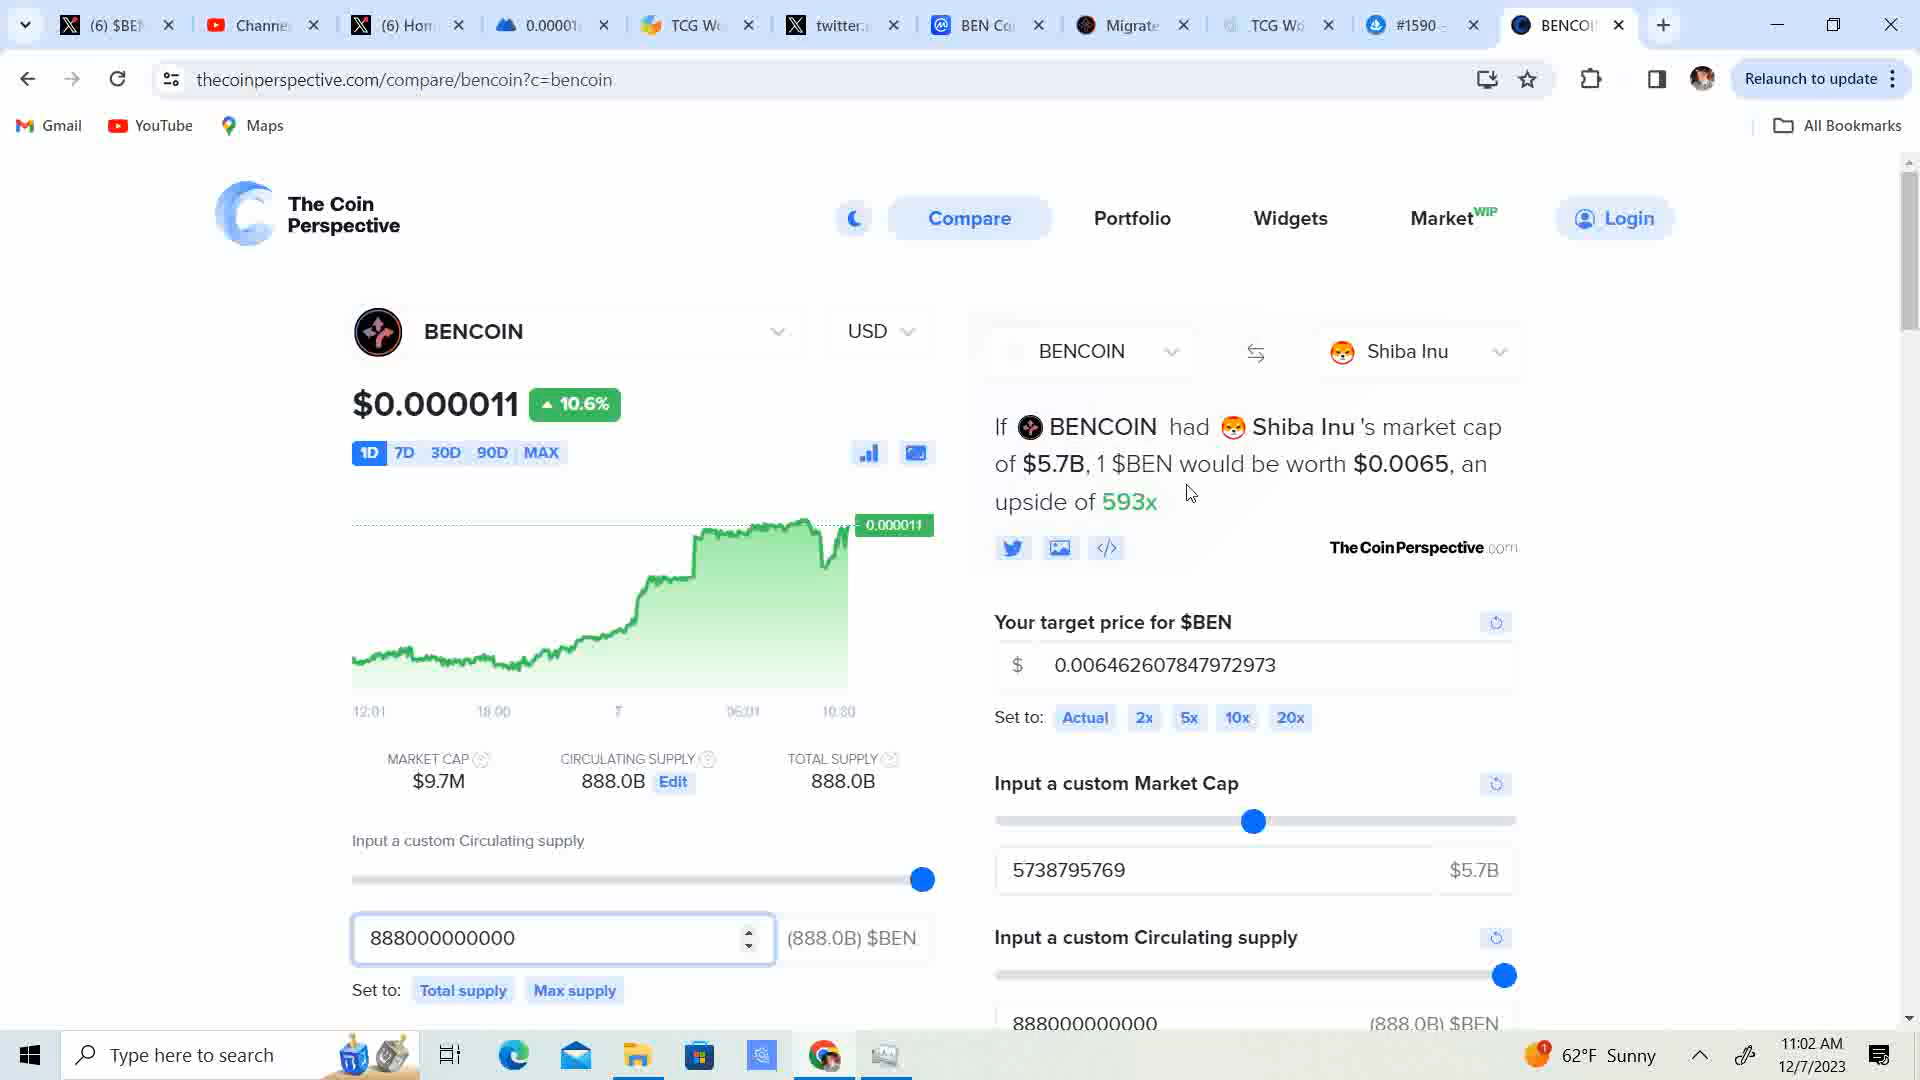 (6) $BEN
Channe
(6) Hom
0.00001
TCG Wo
twitter.
BEN Co
Migrate
TCG Wo
#1590 -
BENCOI
thecoinperspective.com/compare/bencoin?c=bencoin
Relaunch to update
Gmail
YouTube
Maps
All Bookmarks
The Coin
Perspective
Compare
Portfolio
Widgets
Market WIP
Login
BENCOIN
USD
$0.000011
10.6%
1D 7D 30D 90D MAX
0.000011
12:01 18:00 7 06:01 10:30
MARKET CAP
$9.7M
CIRCULATING SUPPLY
888.0B Edit
TOTAL SUPPLY
888.0B
Input a custom Circulating supply
888000000000
(888.0B) $BEN
Set to: Total supply Max supply
BENCOIN
Shiba Inu
If BENCOIN had Shiba Inu 's market cap
of $5.7B, 1 $BEN would be worth $0.0065, an
upside of 593x
TheCoinPerspective.com
Your target price for $BEN
$ 0.006462607847972973
Set to: Actual 2x 5x 10x 20x
Input a custom Market Cap
5738795769 $5.7B
Input a custom Circulating supply
888000000000 (888.0B) $BEN
Type here to search
1
62°F Sunny
11:02 AM
12/7/2023